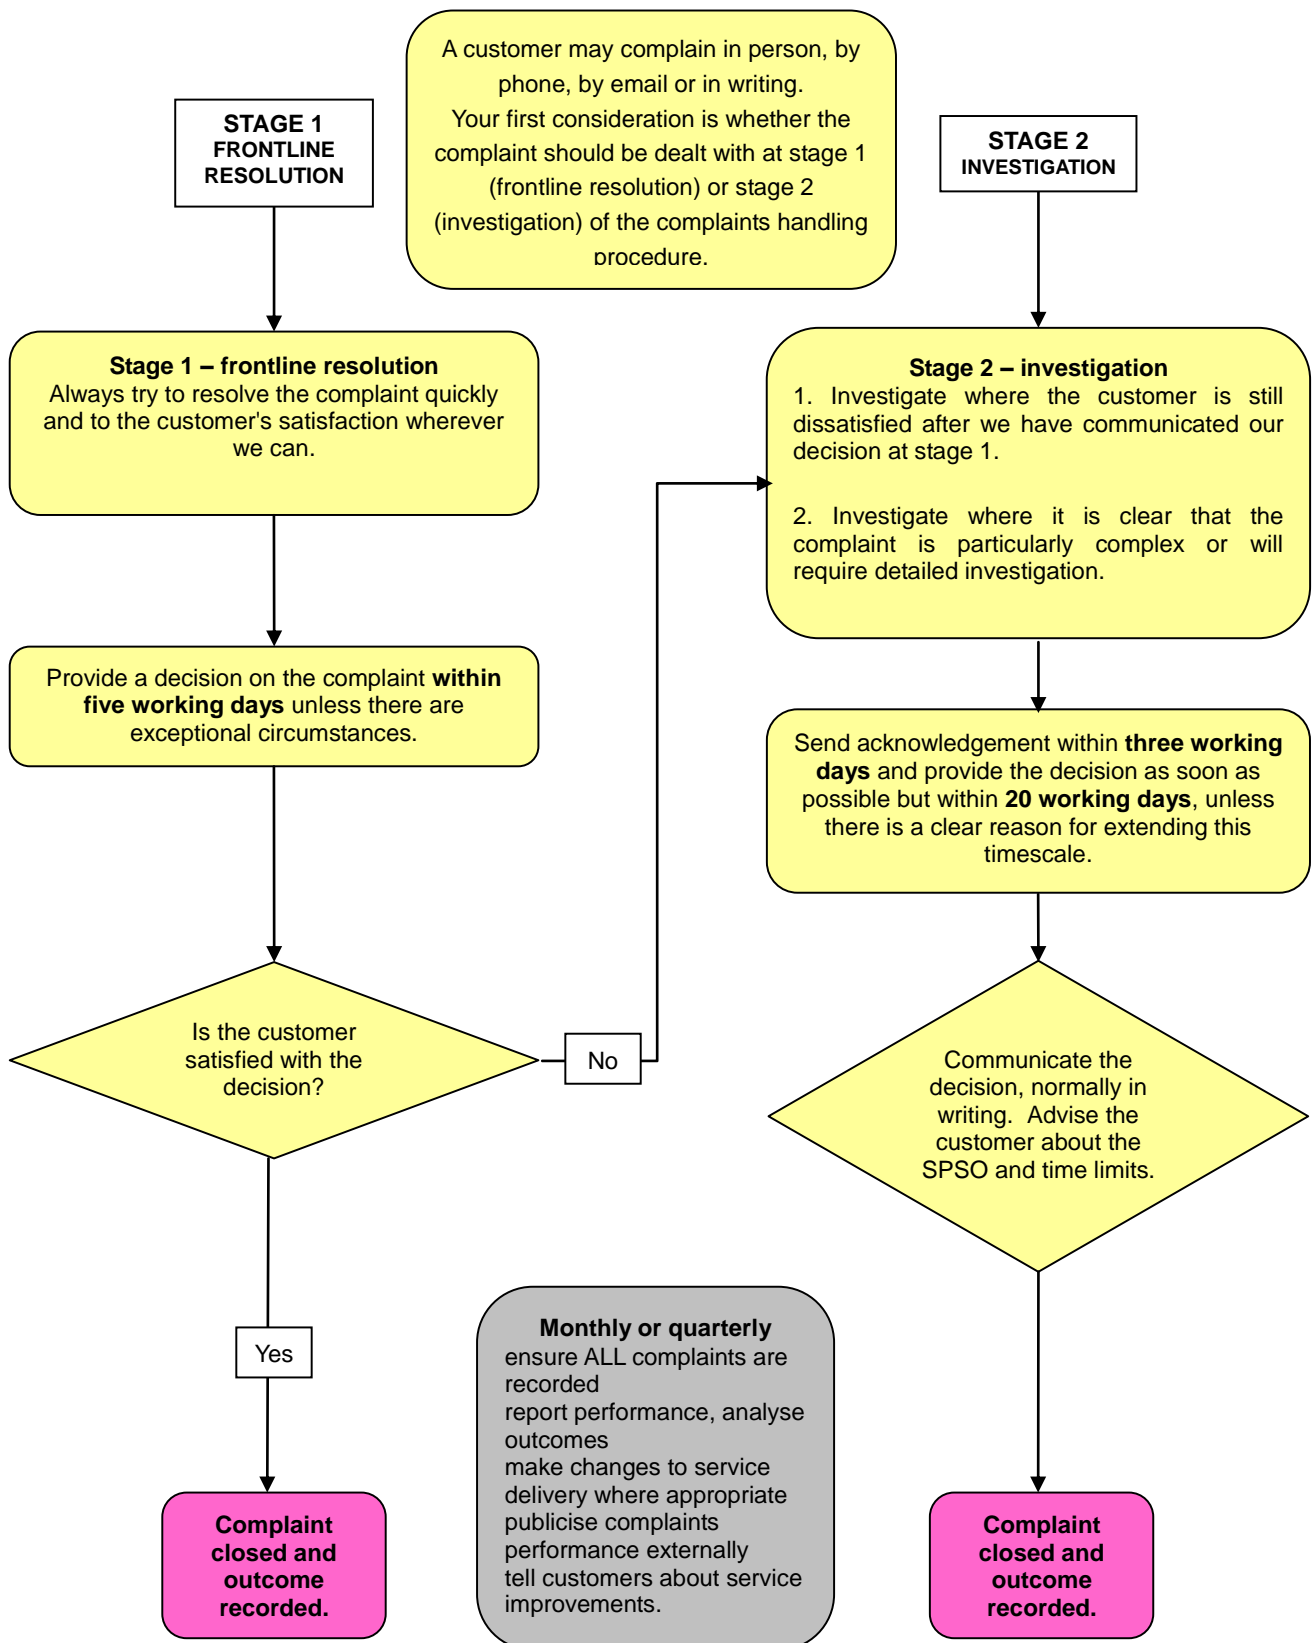 A customer may complain in person, by
phone, by email or in writing.
Your first consideration is whether the
complaint should be dealt with at stage 1
(frontline resolution) or stage 2
(investigation) of the complaints handling
procedure.
STAGE 1
FRONTLINE
RESOLUTION
STAGE 2
INVESTIGATION
Stage 1 – frontline resolution
Always try to resolve the complaint quickly
and to the customer's satisfaction wherever
we can.
Stage 2 – investigation
1. Investigate where the customer is still
dissatisfied after we have communicated our
decision at stage 1.
2. Investigate where it is clear that the
complaint is particularly complex or will
require detailed investigation.
Provide a decision on the complaint within
five working days unless there are
exceptional circumstances.
Send acknowledgement within three working
days and provide the decision as soon as
possible but within 20 working days, unless
there is a clear reason for extending this
timescale.
Is the customer
satisfied with the
decision?
No
Communicate the
decision, normally in
writing. Advise the
customer about the
SPSO and time limits.
Yes
Monthly or quarterly
ensure ALL complaints are
recorded
report performance, analyse
outcomes
make changes to service
delivery where appropriate
publicise complaints
performance externally
tell customers about service
improvements.
Complaint
closed and
outcome
recorded.
Complaint
closed and
outcome
recorded.